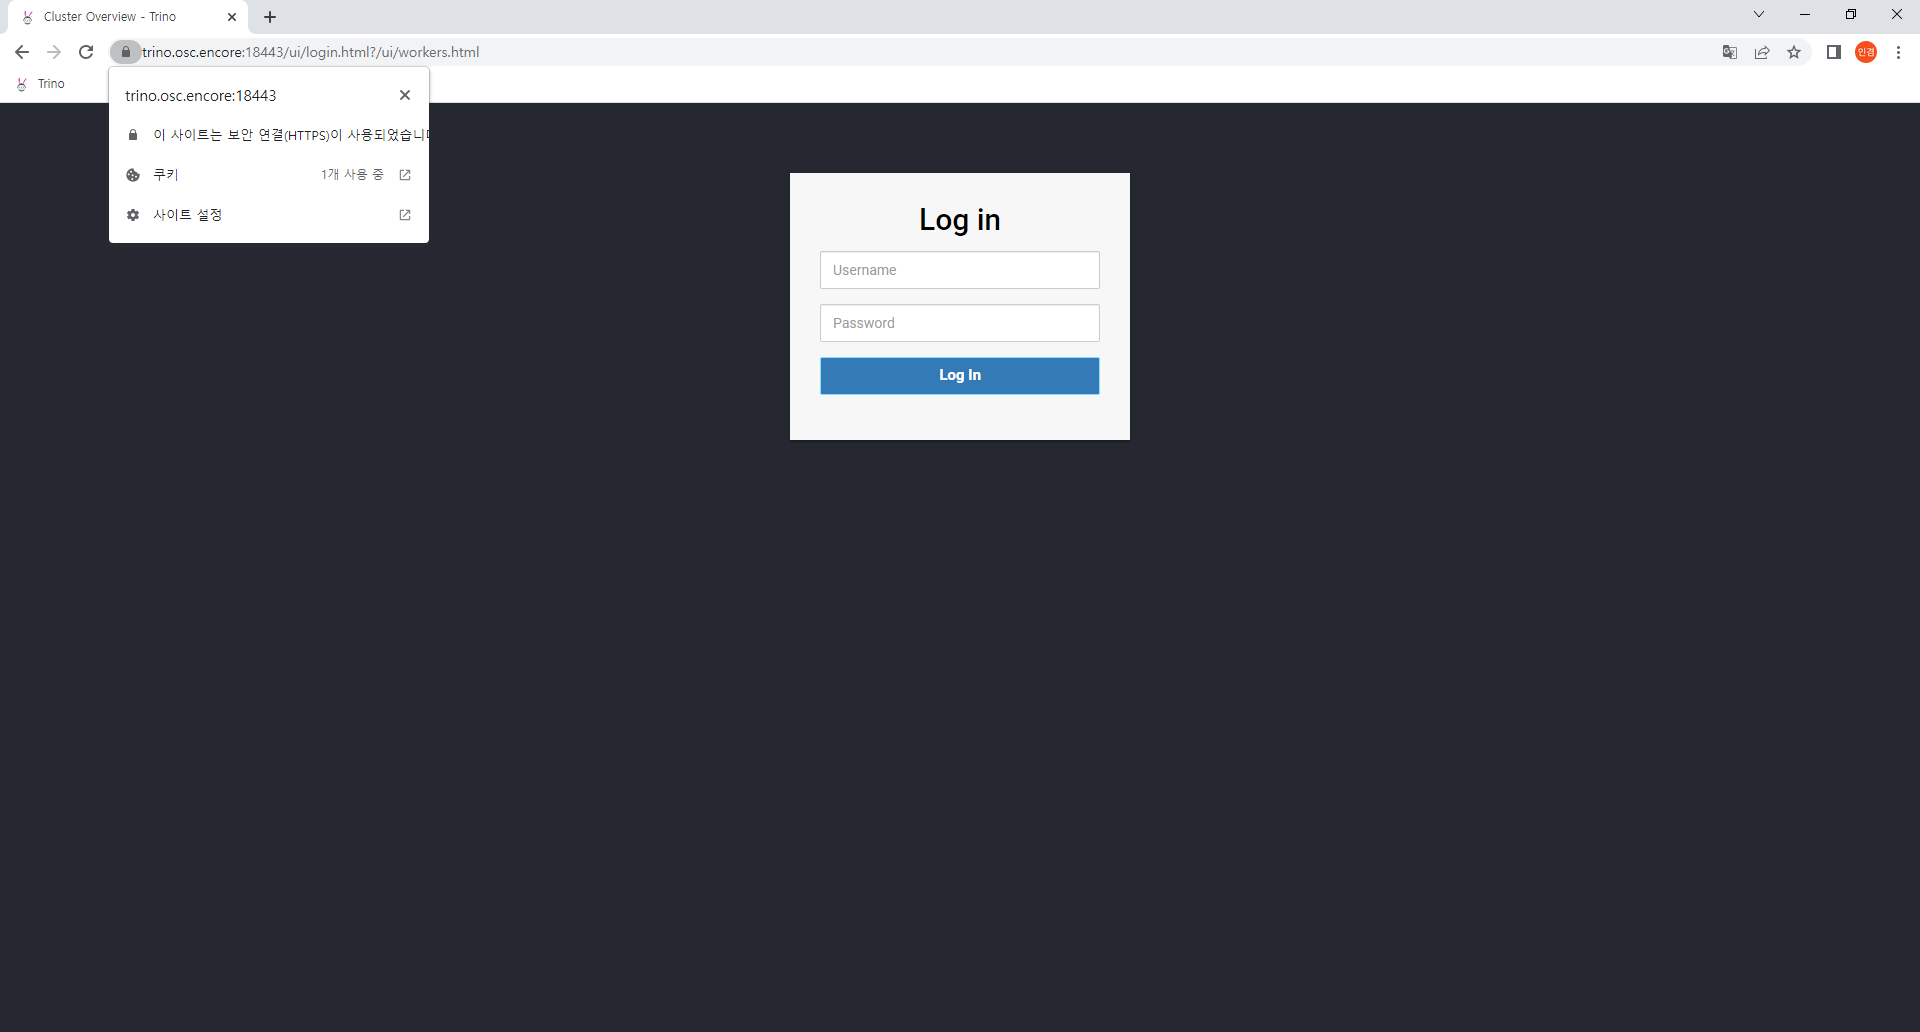 Cluster Overview - Trino
trino.osc.encore:18443/ui/login.html?/ui/workers.html
인경
Trino
trino.osc.encore:18443
이 사이트는 보안 연결(HTTPS)이 사용되었습니
쿠키 1개 사용 중
사이트 설정
Log in
Username
Password
Log In